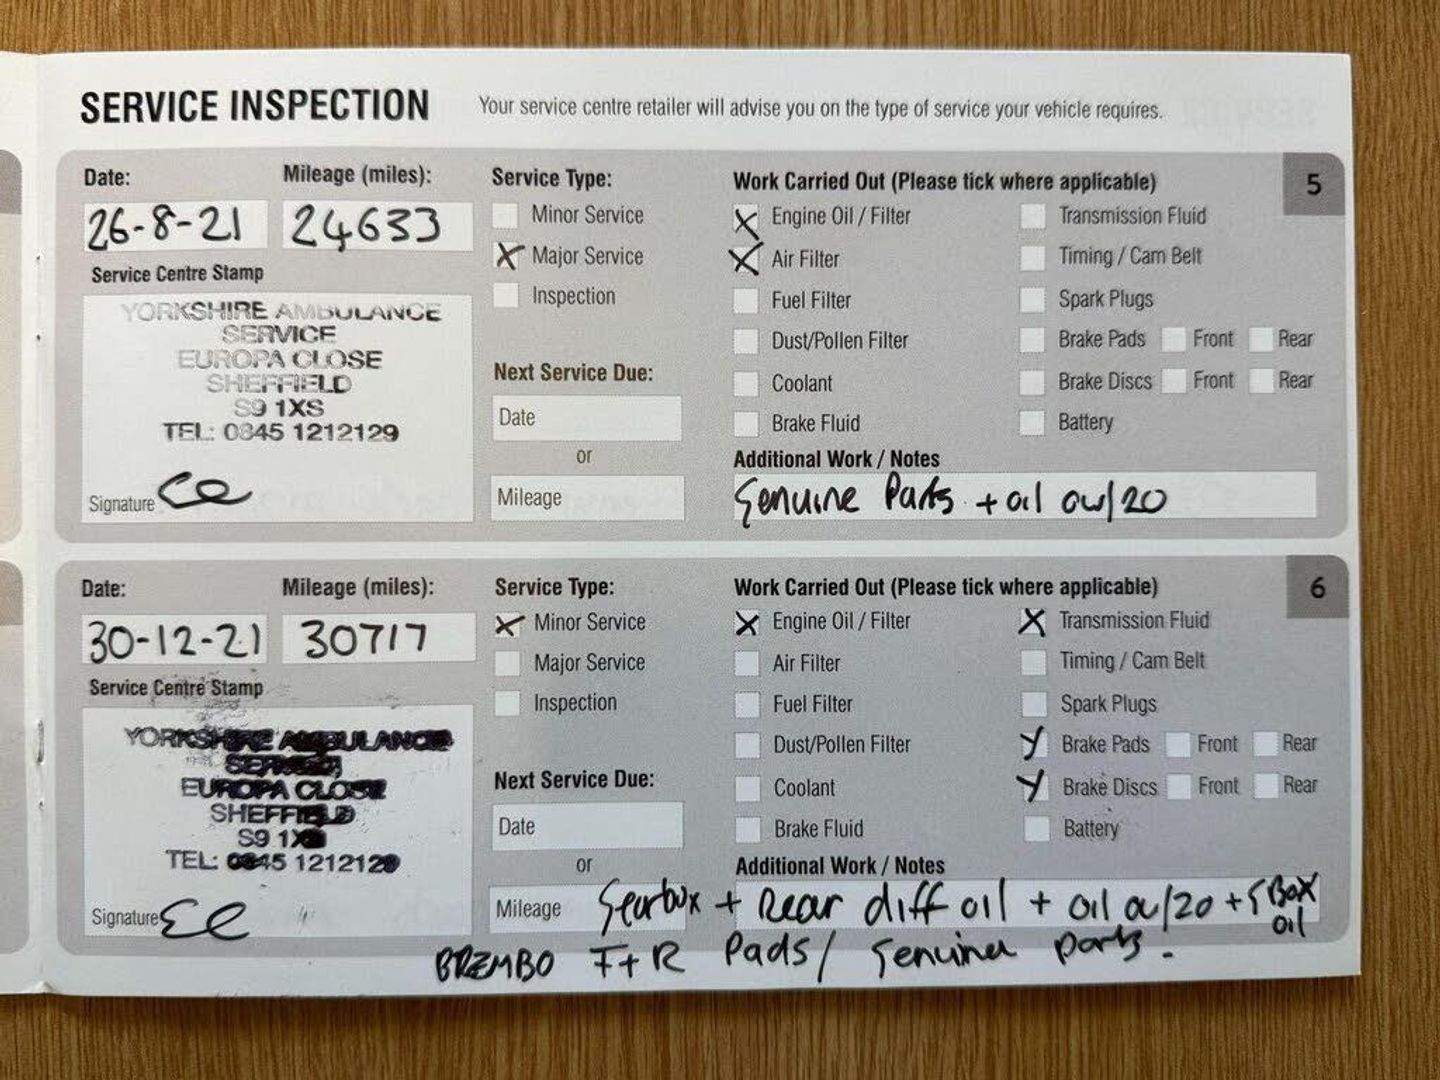 SERVICE INSPECTION Your service centre retailer will advise you on the type of service your vehicle requires.
5
Date: Mileage (miles):
26-8-21 24633
Service Centre Stamp
YORKSHIRE AMBULANCE
SERVICE
EUROPA CLOSE
SHEFFIELD
S9 1XS
TEL: 0845 1212129
Signature
Service Type:
Minor Service
Major Service
Inspection
Next Service Due:
Date
or
Mileage
Work Carried Out (Please tick where applicable)
Engine Oil / Filter
Air Filter
Fuel Filter
Dust/Pollen Filter
Coolant
Brake Fluid
Transmission Fluid
Timing / Cam Belt
Spark Plugs
Brake Pads Front Rear
Brake Discs Front Rear
Battery
Additional Work / Notes
Genuine Parts + oil ow/20
6
Date: Mileage (miles):
30-12-21 30717
Service Centre Stamp
YORKSHIRE AMBULANCE
SERVICE
EUROPA CLOSE
SHEFFIELD
S9 1XS
TEL: 0845 1212129
Signature
Service Type:
Minor Service
Major Service
Inspection
Next Service Due:
Date
or
Mileage
Work Carried Out (Please tick where applicable)
Engine Oil / Filter
Air Filter
Fuel Filter
Dust/Pollen Filter
Coolant
Brake Fluid
Transmission Fluid
Timing / Cam Belt
Spark Plugs
Brake Pads Front Rear
Brake Discs Front Rear
Battery
Additional Work / Notes
Gearbox + Rear diff oil + oil ow/20 + GBox
oil
BREMBO F+R Pads/ Genuine parts.